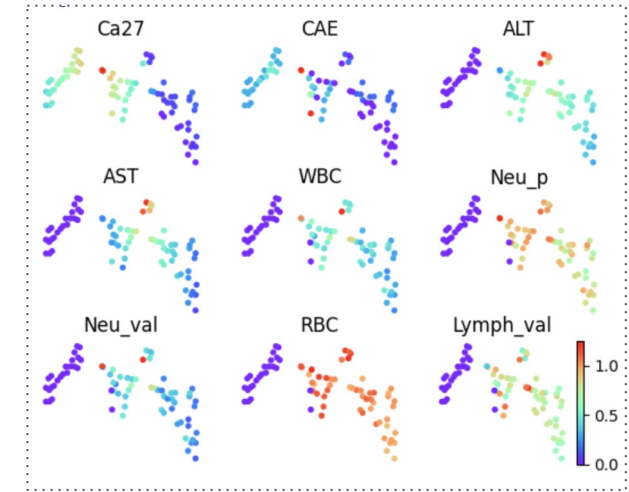 Ca27 CAE ALT
AST WBC Neu_p
Neu_val RBC Lymph_val
1.0
0.5
0.0